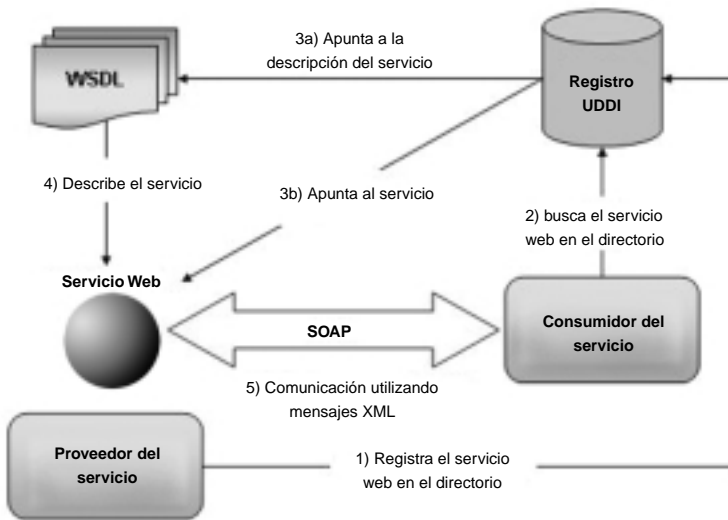 3a) Apunta a la
descripción del servicio
WSDL
Registro
UDDI
4) Describe el servicio
3b) Apunta al servicio
2) busca el servicio
web en el directorio
Servicio Web
SOAP
Consumidor del
servicio
5) Comunicación utilizando
mensajes XML
Proveedor del
servicio
1) Registra el servicio
web en el directorio